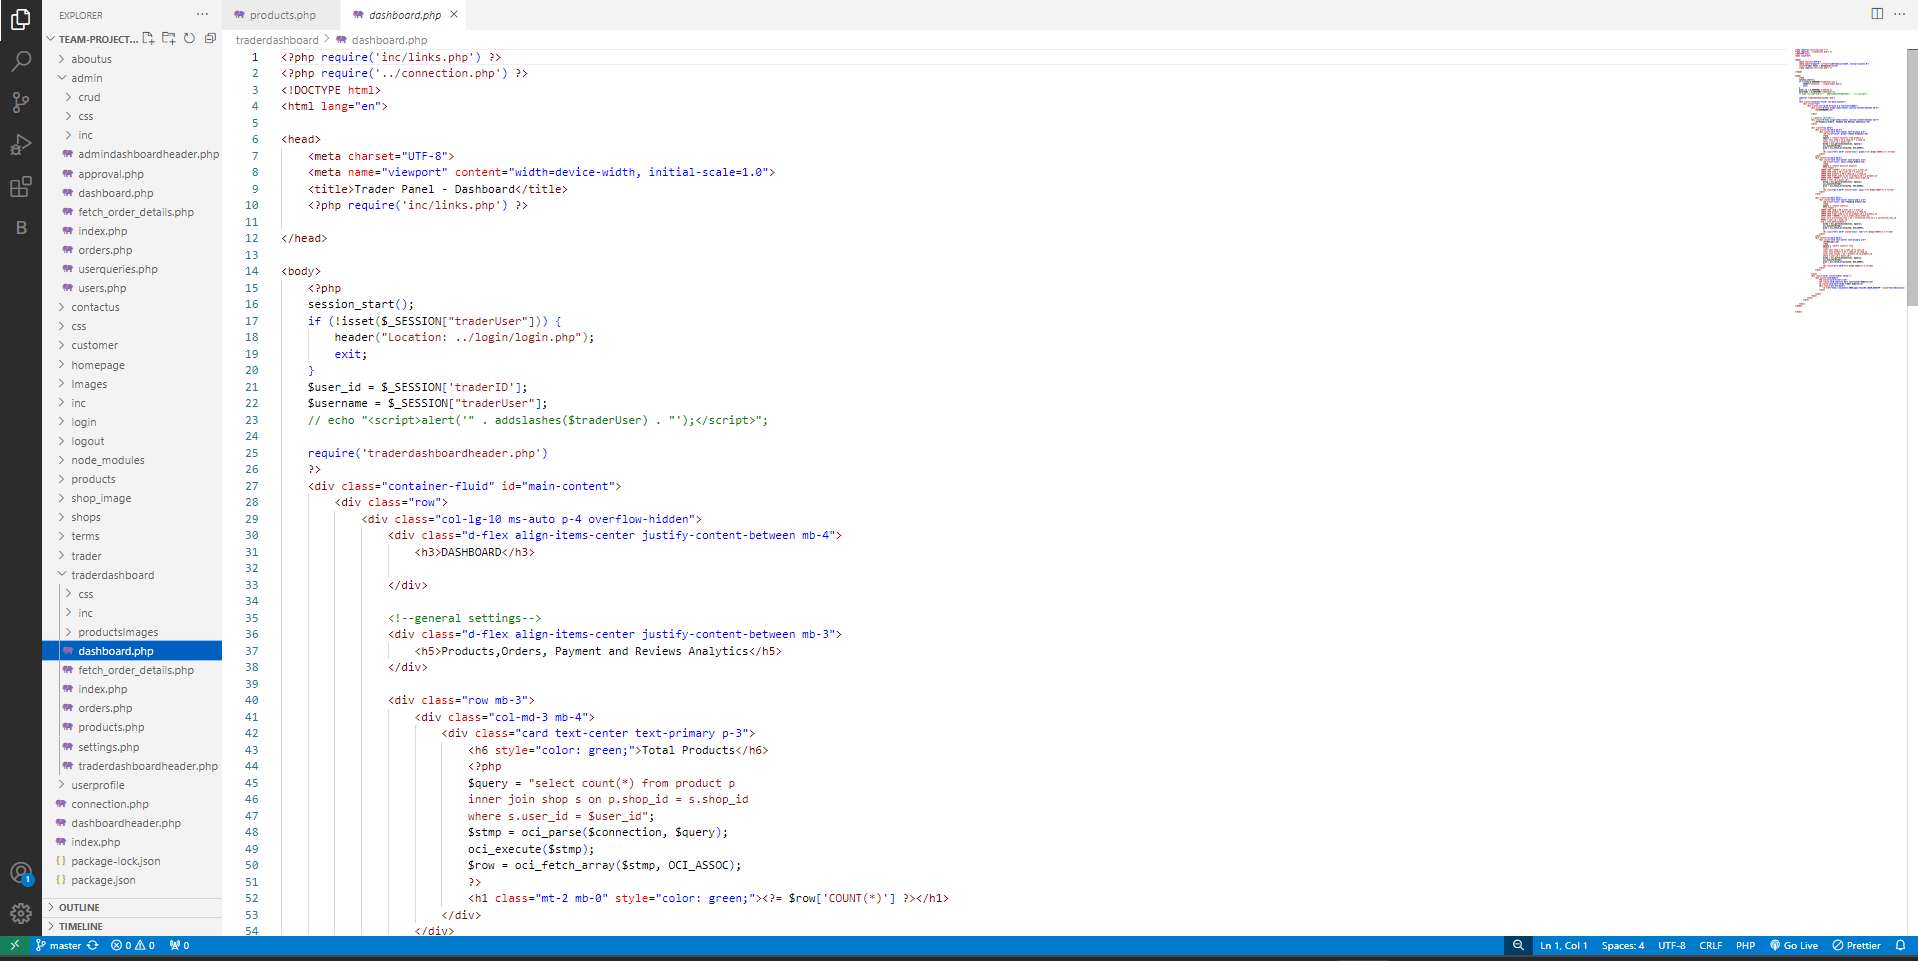 EXPLORER
products.php
dashboard.php
TEAM-PROJECT...
traderdashboard > dashboard.php
aboutus
admin
crud
css
inc
admindashboardheader.php
approval.php
dashboard.php
fetch_order_details.php
index.php
orders.php
userqueries.php
users.php
contactus
css
customer
homepage
Images
inc
login
logout
node_modules
products
shop_image
shops
terms
trader
traderdashboard
css
inc
productsImages
dashboard.php
fetch_order_details.php
index.php
orders.php
products.php
settings.php
traderdashboardheader.php
userprofile
connection.php
dashboardheader.php
index.php
{} package-lock.json
{} package.json
OUTLINE
TIMELINE
B
1
1 <?php require('inc/links.php') ?>
2 <?php require('../connection.php') ?>
3 <!DOCTYPE html>
4 <html lang="en">
5
6 <head>
7     <meta charset="UTF-8">
8     <meta name="viewport" content="width=device-width, initial-scale=1.0">
9     <title>Trader Panel - Dashboard</title>
10     <?php require('inc/links.php') ?>
11
12 </head>
13
14 <body>
15     <?php
16     session_start();
17     if (!isset($_SESSION["traderUser"])) {
18         header("Location: ../login/login.php");
19         exit;
20     }
21     $user_id = $_SESSION['traderID'];
22     $username = $_SESSION["traderUser"];
23     // echo "<script>alert('" . addslashes($traderUser) . "');</script>";
24
25     require('traderdashboardheader.php')
26     ?>
27     <div class="container-fluid" id="main-content">
28         <div class="row">
29             <div class="col-lg-10 ms-auto p-4 overflow-hidden">
30                 <div class="d-flex align-items-center justify-content-between mb-4">
31                     <h3>DASHBOARD</h3>
32
33                 </div>
34
35                 <!--general settings-->
36                 <div class="d-flex align-items-center justify-content-between mb-3">
37                     <h5>Products,Orders, Payment and Reviews Analytics</h5>
38                 </div>
39
40                 <div class="row mb-3">
41                     <div class="col-md-3 mb-4">
42                         <div class="card text-center text-primary p-3">
43                             <h6 style="color: green;">Total Products</h6>
44                             <?php
45                             $query = "select count(*) from product p
46                             inner join shop s on p.shop_id = s.shop_id
47                             where s.user_id = $user_id";
48                             $stmp = oci_parse($connection, $query);
49                             oci_execute($stmp);
50                             $row = oci_fetch_array($stmp, OCI_ASSOC);
51                             ?>
52                             <h1 class="mt-2 mb-0" style="color: green;"><?= $row['COUNT(*)'] ?></h1>
53                         </div>
54                     </div>
master 0 0 0 Ln 1, Col 1 Spaces: 4 UTF-8 CRLF PHP Go Live Prettier